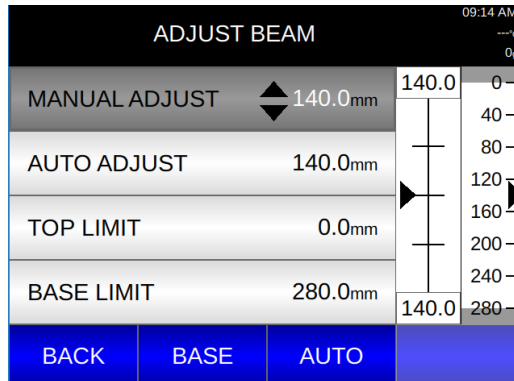 09:14 AM
ADJUST BEAM
MANUAL ADJUST 140.0mm
AUTO ADJUST 140.0mm
TOP LIMIT 0.0mm
BASE LIMIT 280.0mm
140.0
140.0
0
40
80
120
160
200
240
280
BACK BASE AUTO